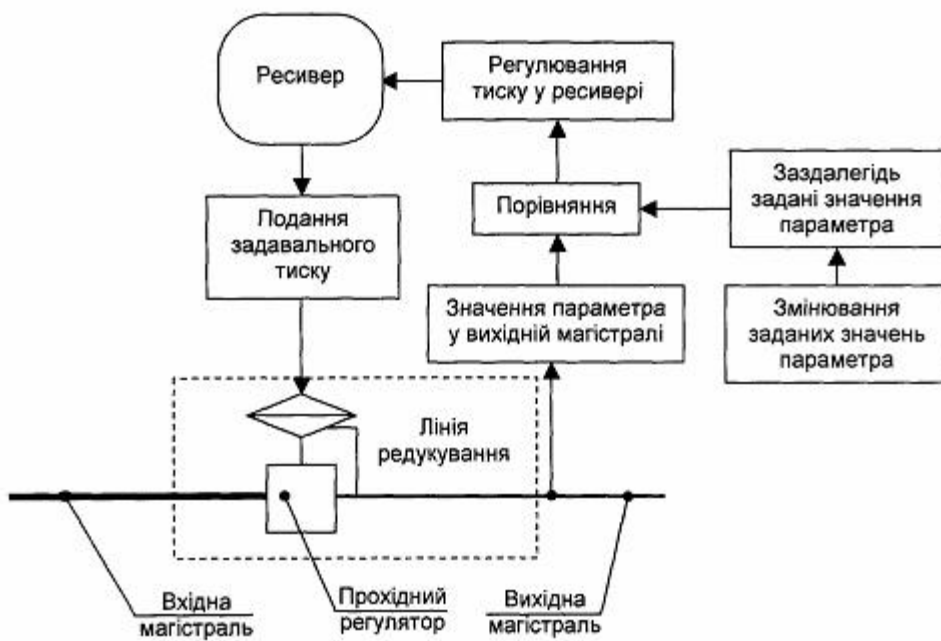 Ресивер
Регулювання
тиску у ресивері
Подання
задавального
тиску
Порівняння
Заздалегідь
задані значення
параметра
Значення параметра
у вихідній магістралі
Змінювання
заданих значень
параметра
Лінія
редукування
Вхідна
магістраль
Прохідний
регулятор
Вихідна
магістраль